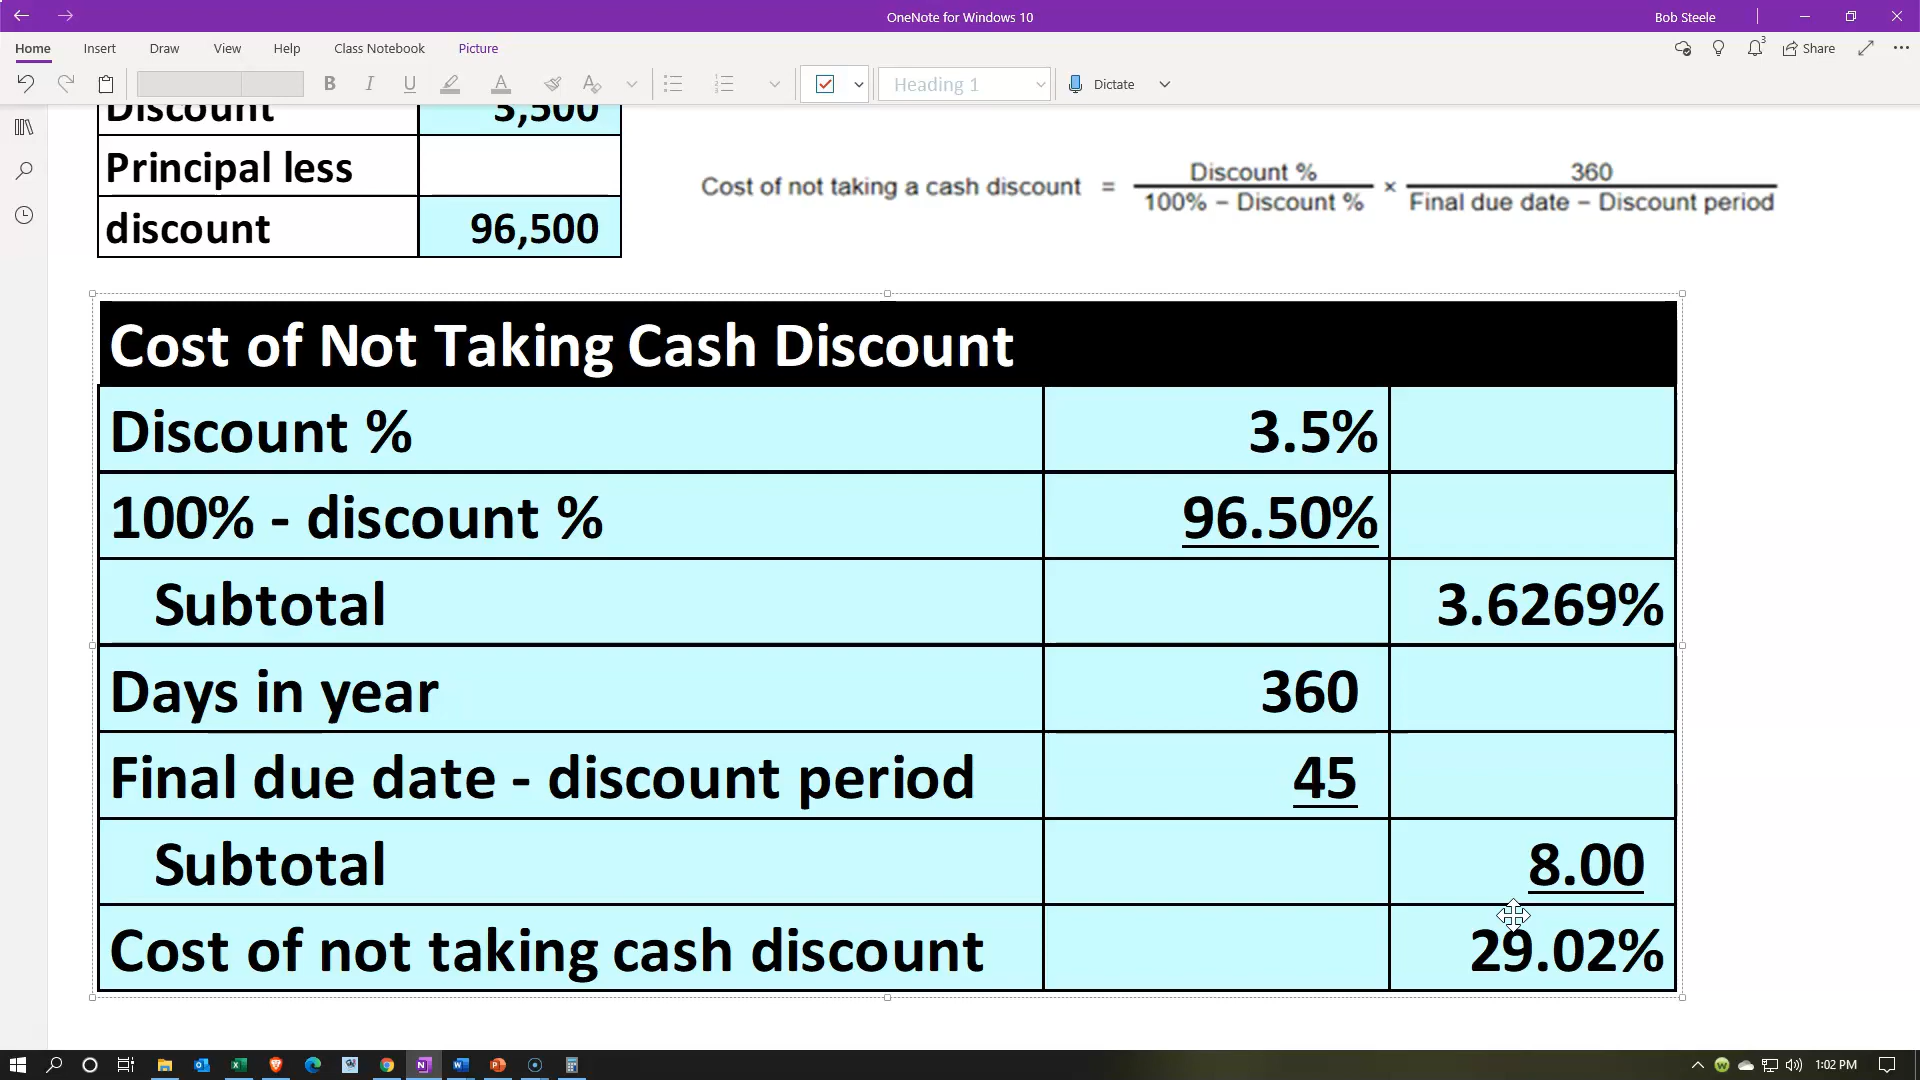 OneNote for Windows 10
Bob Steele
Home Insert Draw View Help Class Notebook Picture
3
Share
B I U A A
Heading 1
Dictate
Discount 3,500
Principal less
discount 96,500
Cost of not taking a cash discount = Discount % / 100% − Discount % × 360 / Final due date − Discount period
Cost of Not Taking Cash Discount
Discount % 3.5%
100% - discount % 96.50%
Subtotal 3.6269%
Days in year 360
Final due date - discount period 45
Subtotal 8.00
Cost of not taking cash discount 29.02%
1:02 PM